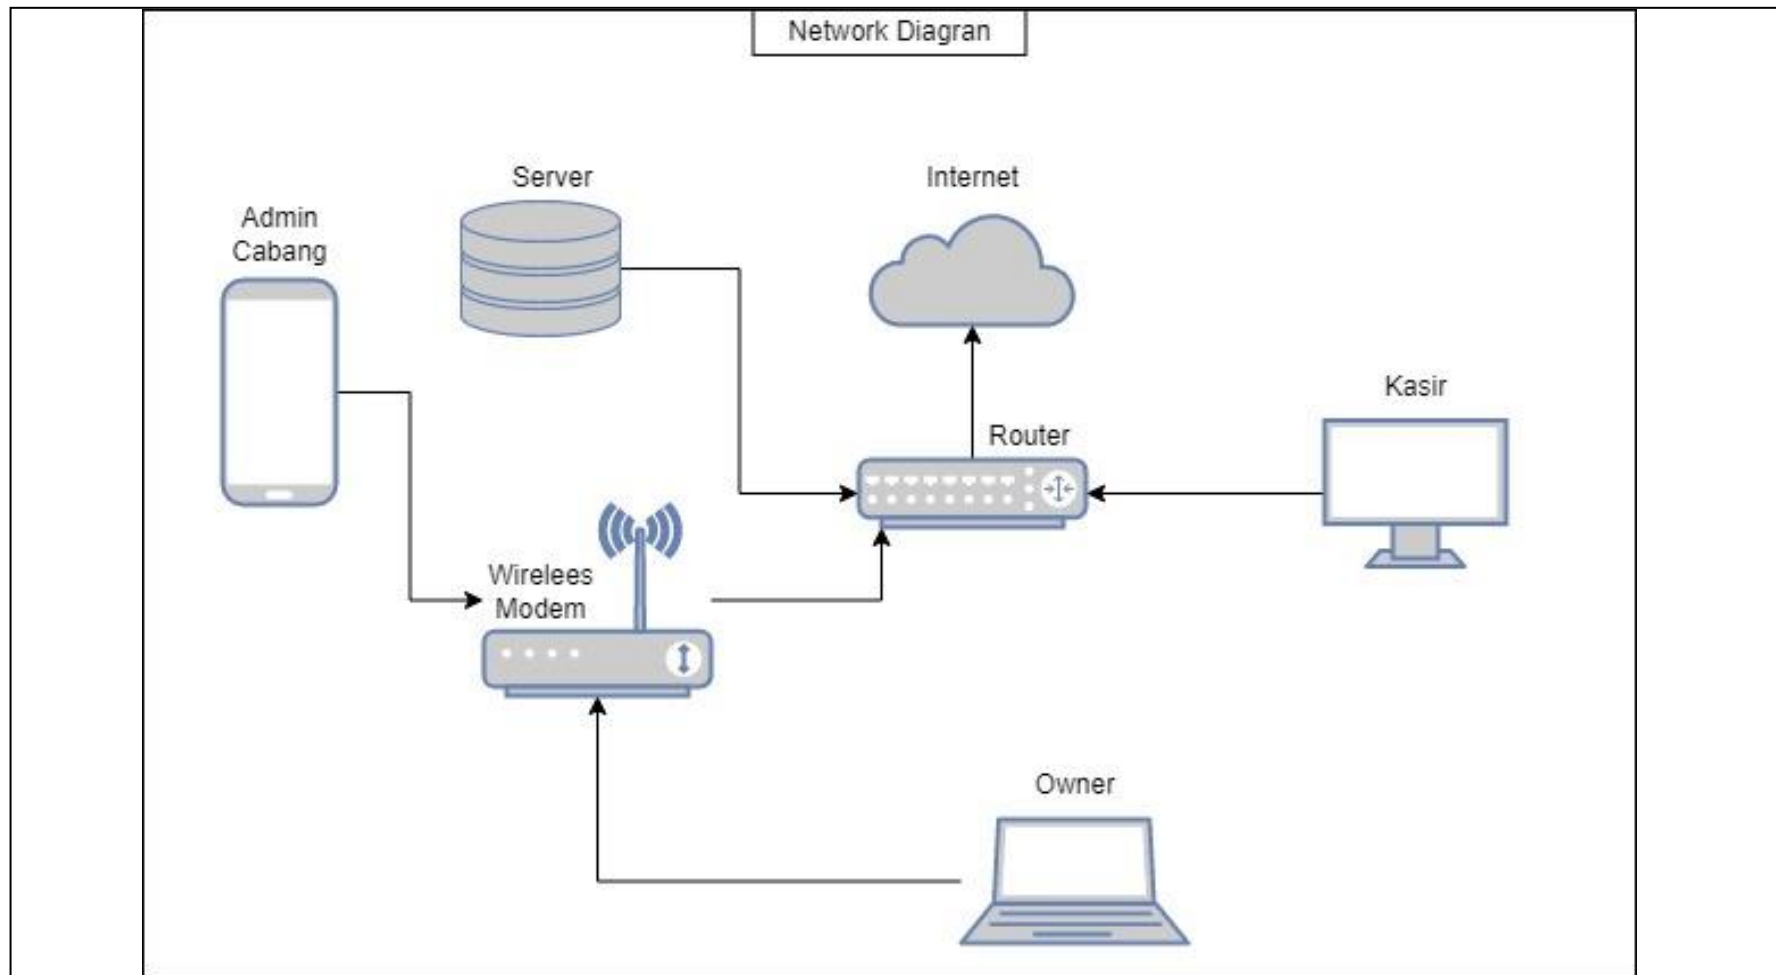 Network Diagran
Server
Internet
Admin
Cabang
Kasir
Router
Wirelees
Modem
Owner